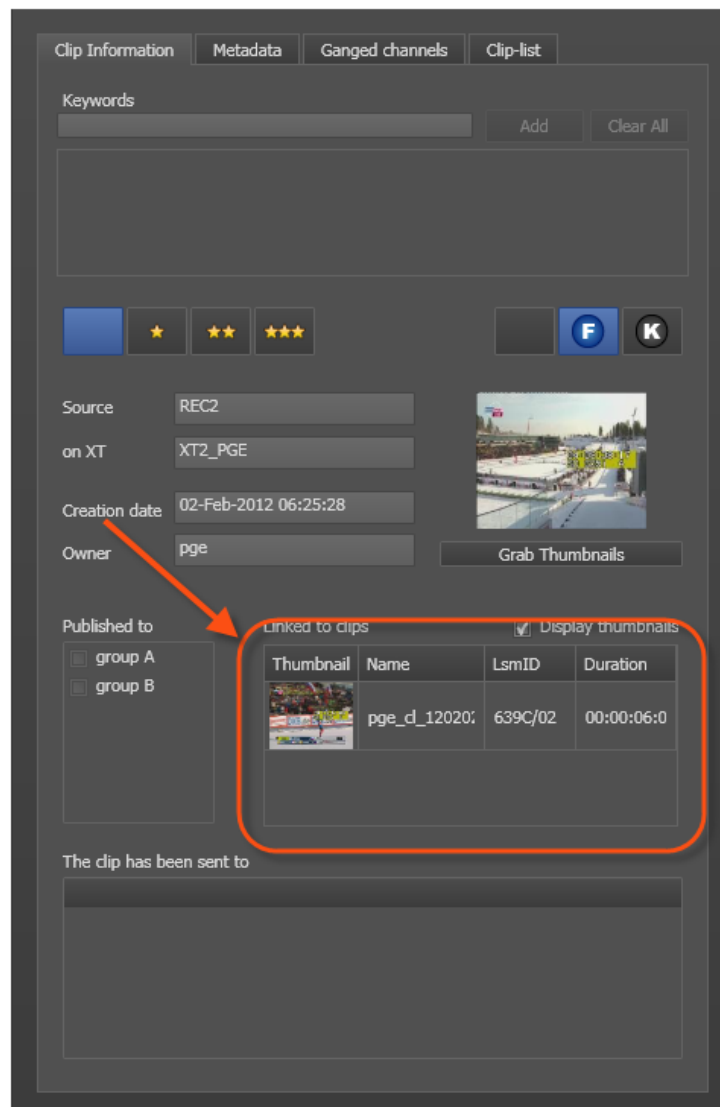 Clip Information Metadata Ganged channels Clip-list
Keywords
Add Clear All
F K
Source REC2
on XT XT2_PGE
Creation date 02-Feb-2012 06:25:28
Owner pge
Grab Thumbnails
Published to Linked to clips Display thumbnails
group A
group B
Thumbnail Name LsmID Duration
pge_cl_12020 639C/02 00:00:06:0
The clip has been sent to